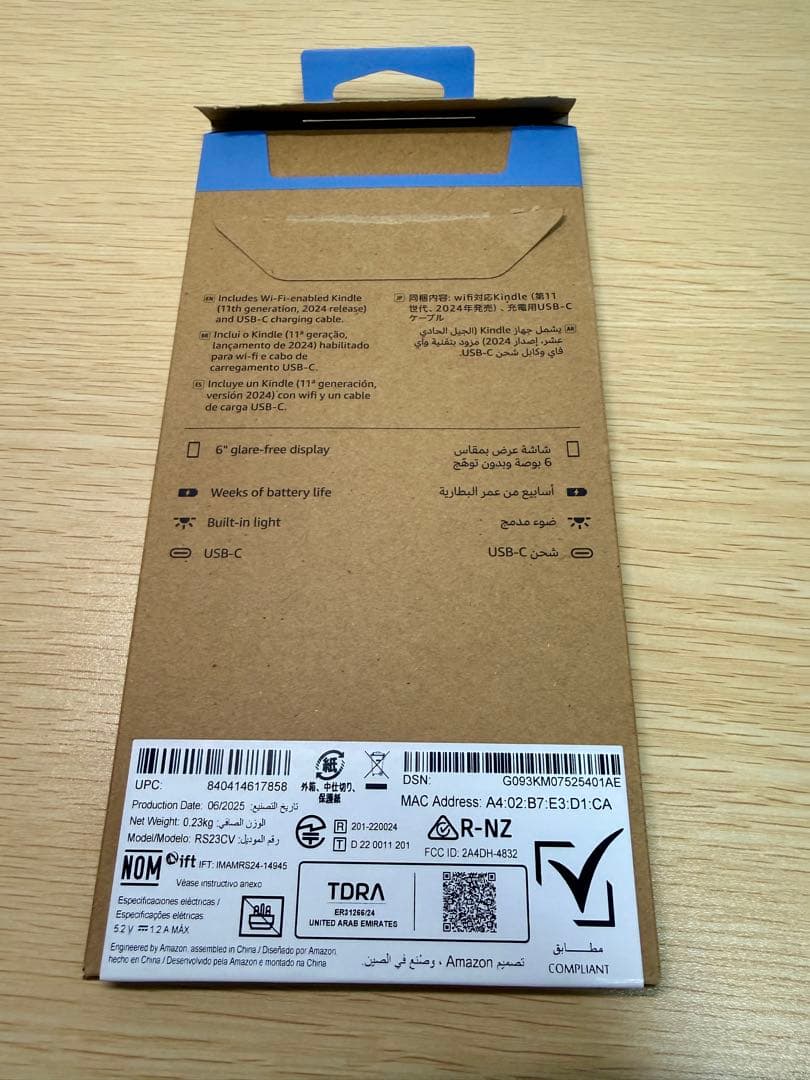 EN Includes Wi-Fi-enabled Kindle
(11th generation, 2024 release)
and USB-C charging cable.
BR Inclui o Kindle (11ª geração,
lançamento de 2024) habilitado
para wi-fi e cabo de
carregamento USB-C.
ES Incluye un Kindle (11ª generación,
versión 2024) con wifi y un cable
de carga USB-C.
JP 同梱内容: wifi対応Kindle (第11
世代、2024年発売)、充電用USB-C
ケーブル
AR يشمل جهاز Kindle (الجيل الحادي
عشر، إصدار 2024) مزود بتقنية واي
فاي وكابل شحن USB-C.
6" glare-free display
شاشة عرض بمقاس
6 بوصة وبدون توهّج
Weeks of battery life
أسابيع من عمر البطارية
Built-in light
ضوء مدمج
USB-C
شحن USB-C
UPC: 840414617858
紙
外箱、中仕切り、
保護紙
DSN: G093KM07525401AE
MAC Address: A4:02:B7:E3:D1:CA
Production Date: 06/2025 تاريخ التصنيع:
Net Weight: 0.23kg الوزن الصافي:
Model/Modelo: RS23CV رقم الموديل:
R 201-220024
T D 22 0011 201
R-NZ
FCC ID: 2A4DH-4832
NOM ift IFT: IMAMRS24-14945
Véase instructivo anexo
Especificaciones eléctricas /
Especificações elétricas
5.2 V ⎓ 1.2 A MÁX
TDRA
ER31266/24
UNITED ARAB EMIRATES
مطابق
COMPLIANT
Engineered by Amazon, assembled in China / Diseñado por Amazon,
hecho en China / Desenvolvido pela Amazon e montado na China
تصميم Amazon ، وصُنع في الصين.